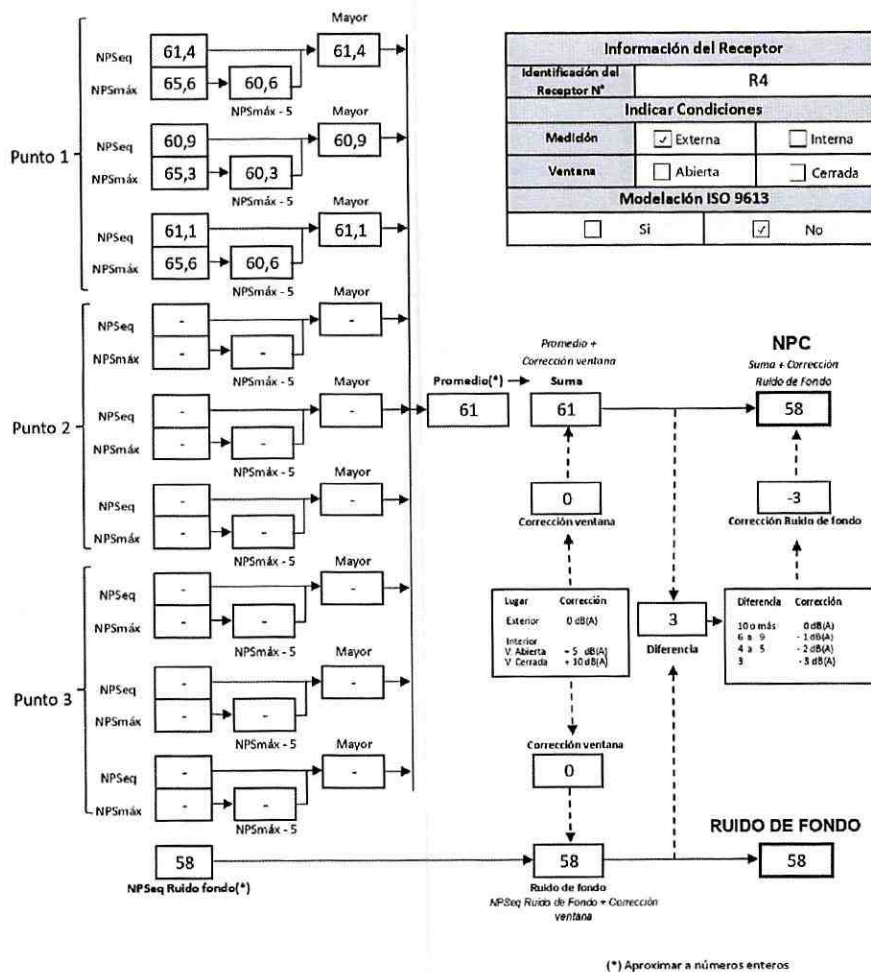 Mayor
NPSeq 61,4 61,4
NPSmáx 65,6 60,6
NPSmáx - 5
Mayor
Punto 1
NPSeq 60,9 60,9
NPSmáx 65,3 60,3
NPSmáx - 5
Mayor
NPSeq 61,1 61,1
NPSmáx 65,6 60,6
NPSmáx - 5
Mayor
NPSeq - -
NPSmáx - -
NPSmáx - 5
Mayor
Punto 2
NPSeq - -
NPSmáx - -
NPSmáx - 5
Mayor
NPSeq - -
NPSmáx - -
NPSmáx - 5
Mayor
NPSeq - -
NPSmáx - -
NPSmáx - 5
Mayor
Punto 3
NPSeq - -
NPSmáx - -
NPSmáx - 5
Mayor
NPSeq - -
NPSmáx - -
NPSmáx - 5
58
NPSeq Ruido fondo(*)
Información del Receptor
Identificación del
Receptor N° R4
Indicar Condiciones
Medición ✓ Externa Interna
Ventana Abierta Cerrada
Modelación ISO 9613
Si ✓ No
Promedio +
Corrección ventana
Promedio(*) Suma
61 61
NPC
Suma + Corrección
Ruido de Fondo
58
0
Corrección ventana
-3
Corrección Ruido de fondo
Lugar Corrección
Exterior 0 dB(A)
Interior
V. Abierta + 5 dB(A)
V. Cerrada + 10 dB(A)
3
Diferencia
Diferencia Corrección
10 o más 0 dB(A)
6 a 9 - 1 dB(A)
4 a 5 - 2 dB(A)
3 - 3 dB(A)
Corrección ventana
0
58
Ruido de fondo
NPSeq Ruido de Fondo + Corrección
ventana
RUIDO DE FONDO
58
(*) Aproximar a números enteros